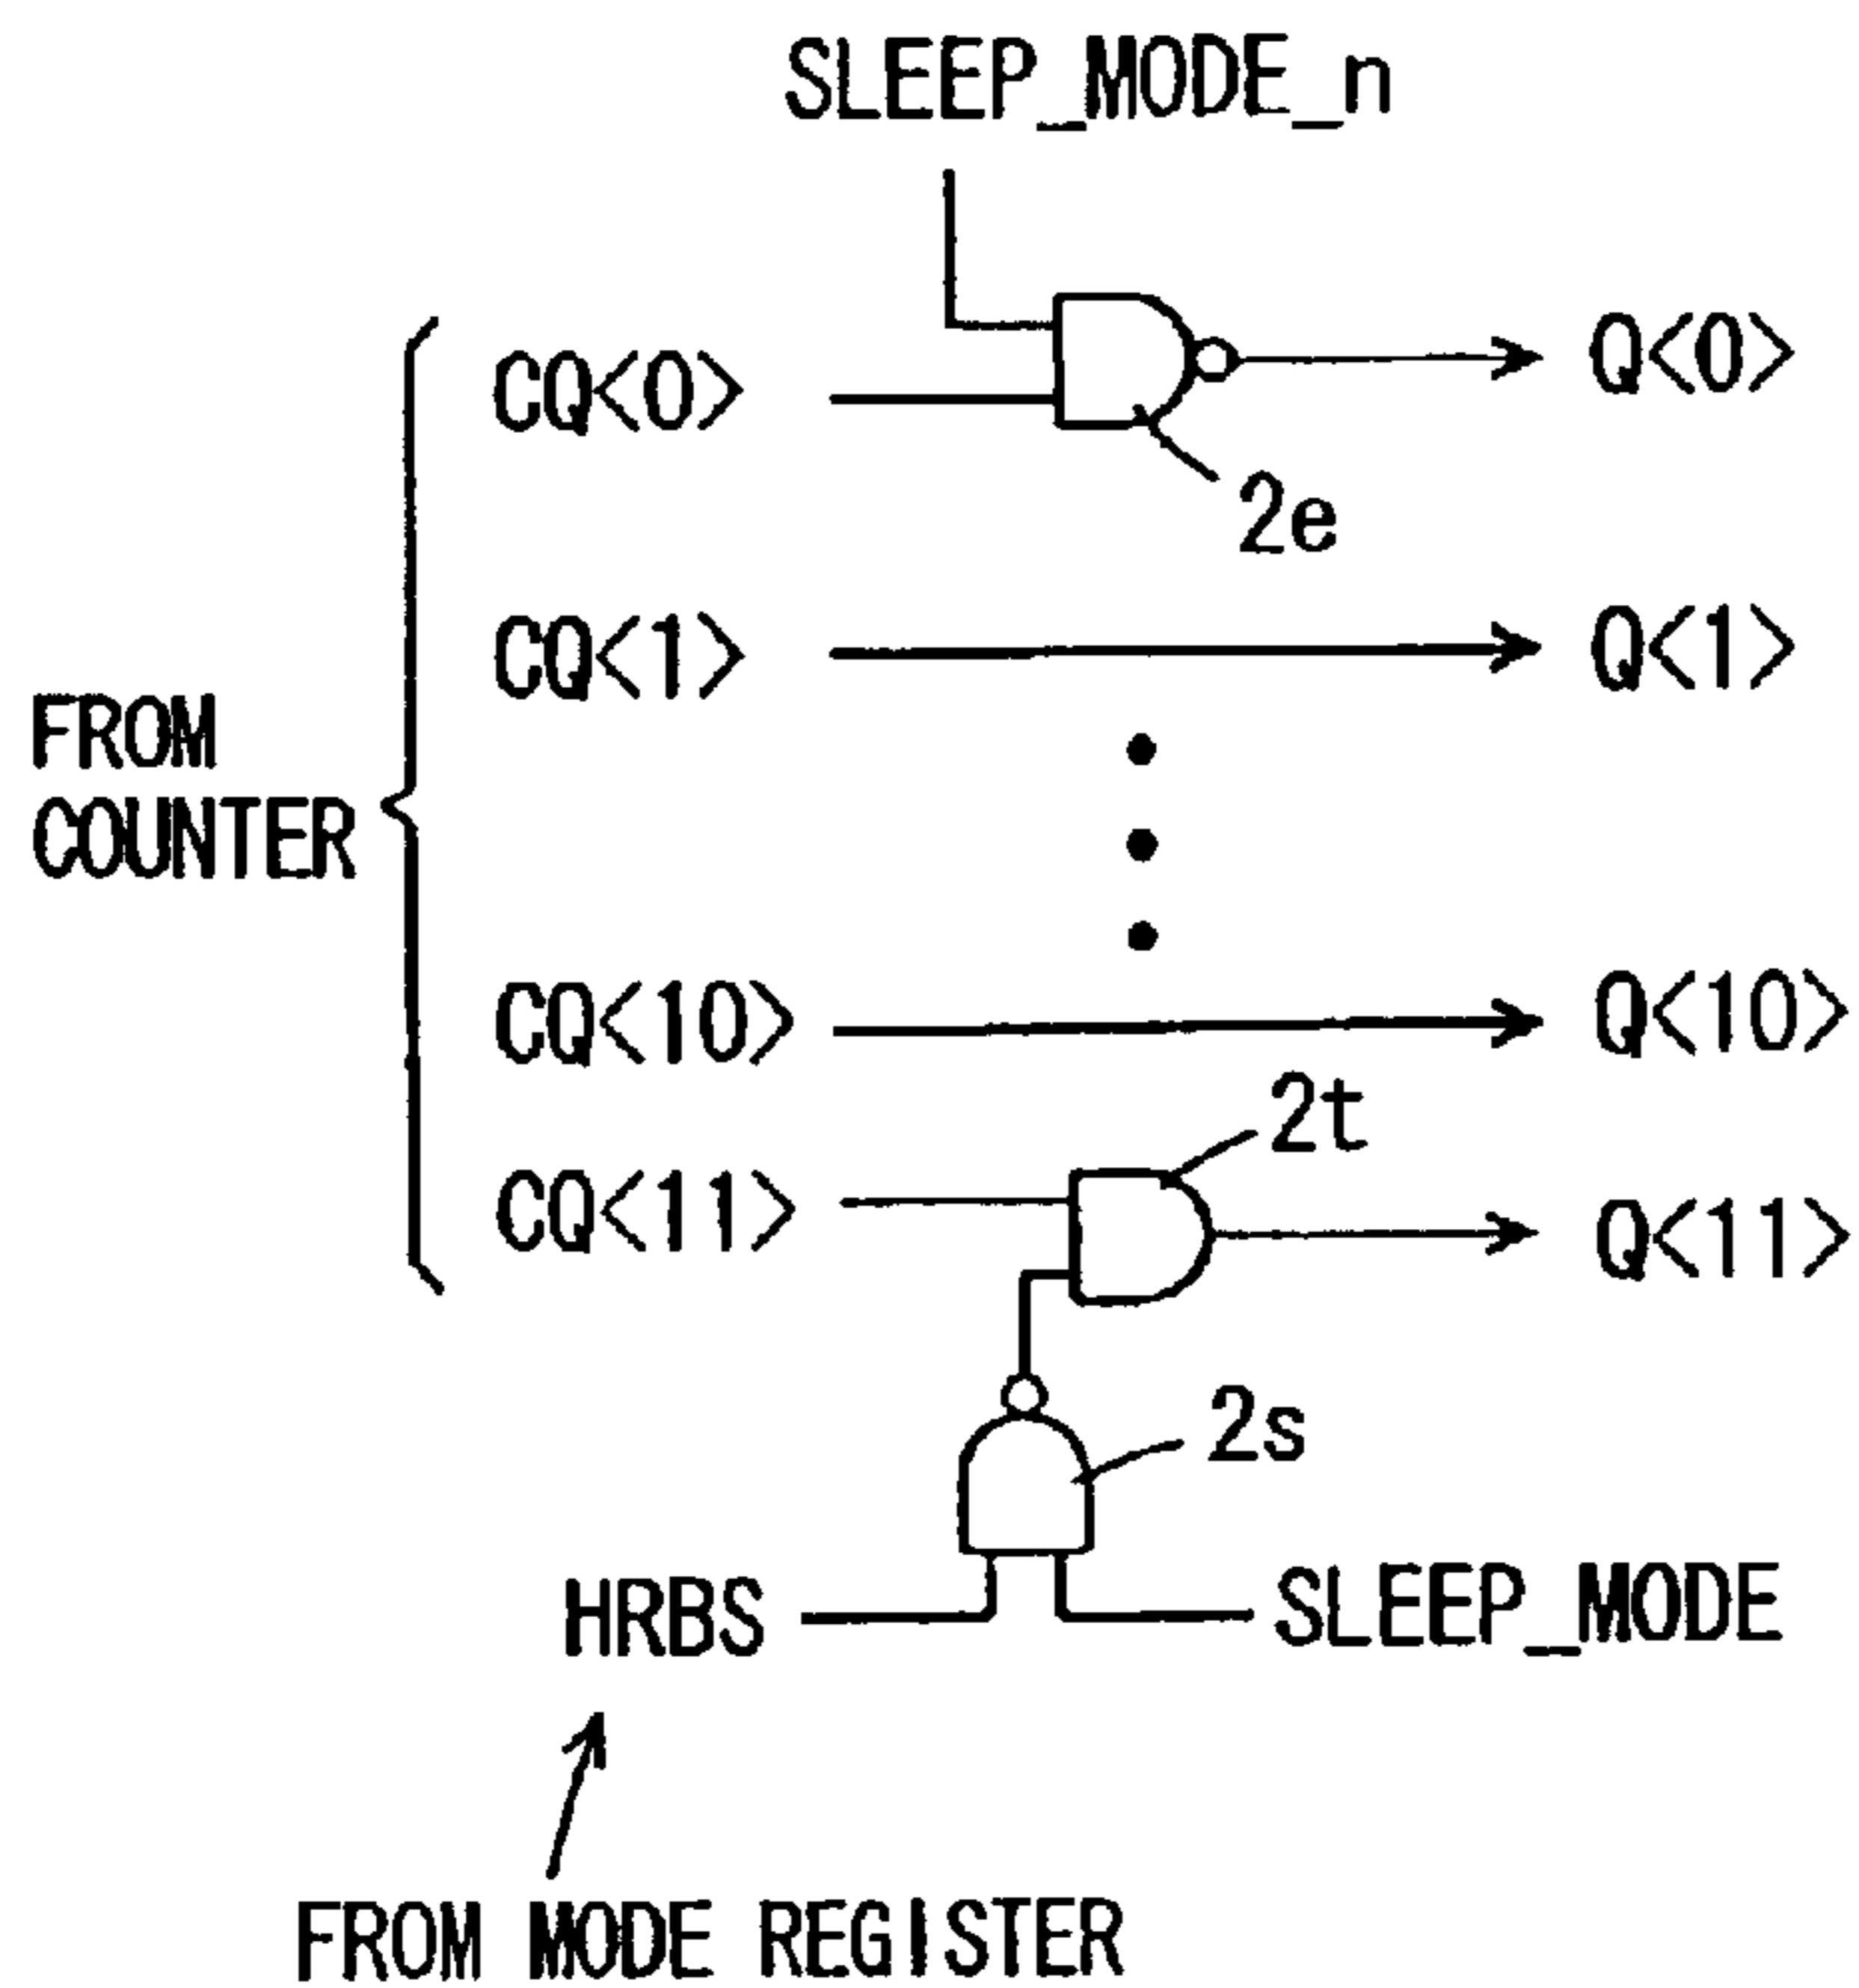 SLEEP_MODE_n
CQ<0>
Q<0>
2e
CQ<1>
Q<1>
FROM
COUNTER
CQ<10>
Q<10>
2t
CQ<11>
Q<11>
2s
HRBS
SLEEP_MODE
FROM MODE REGISTER